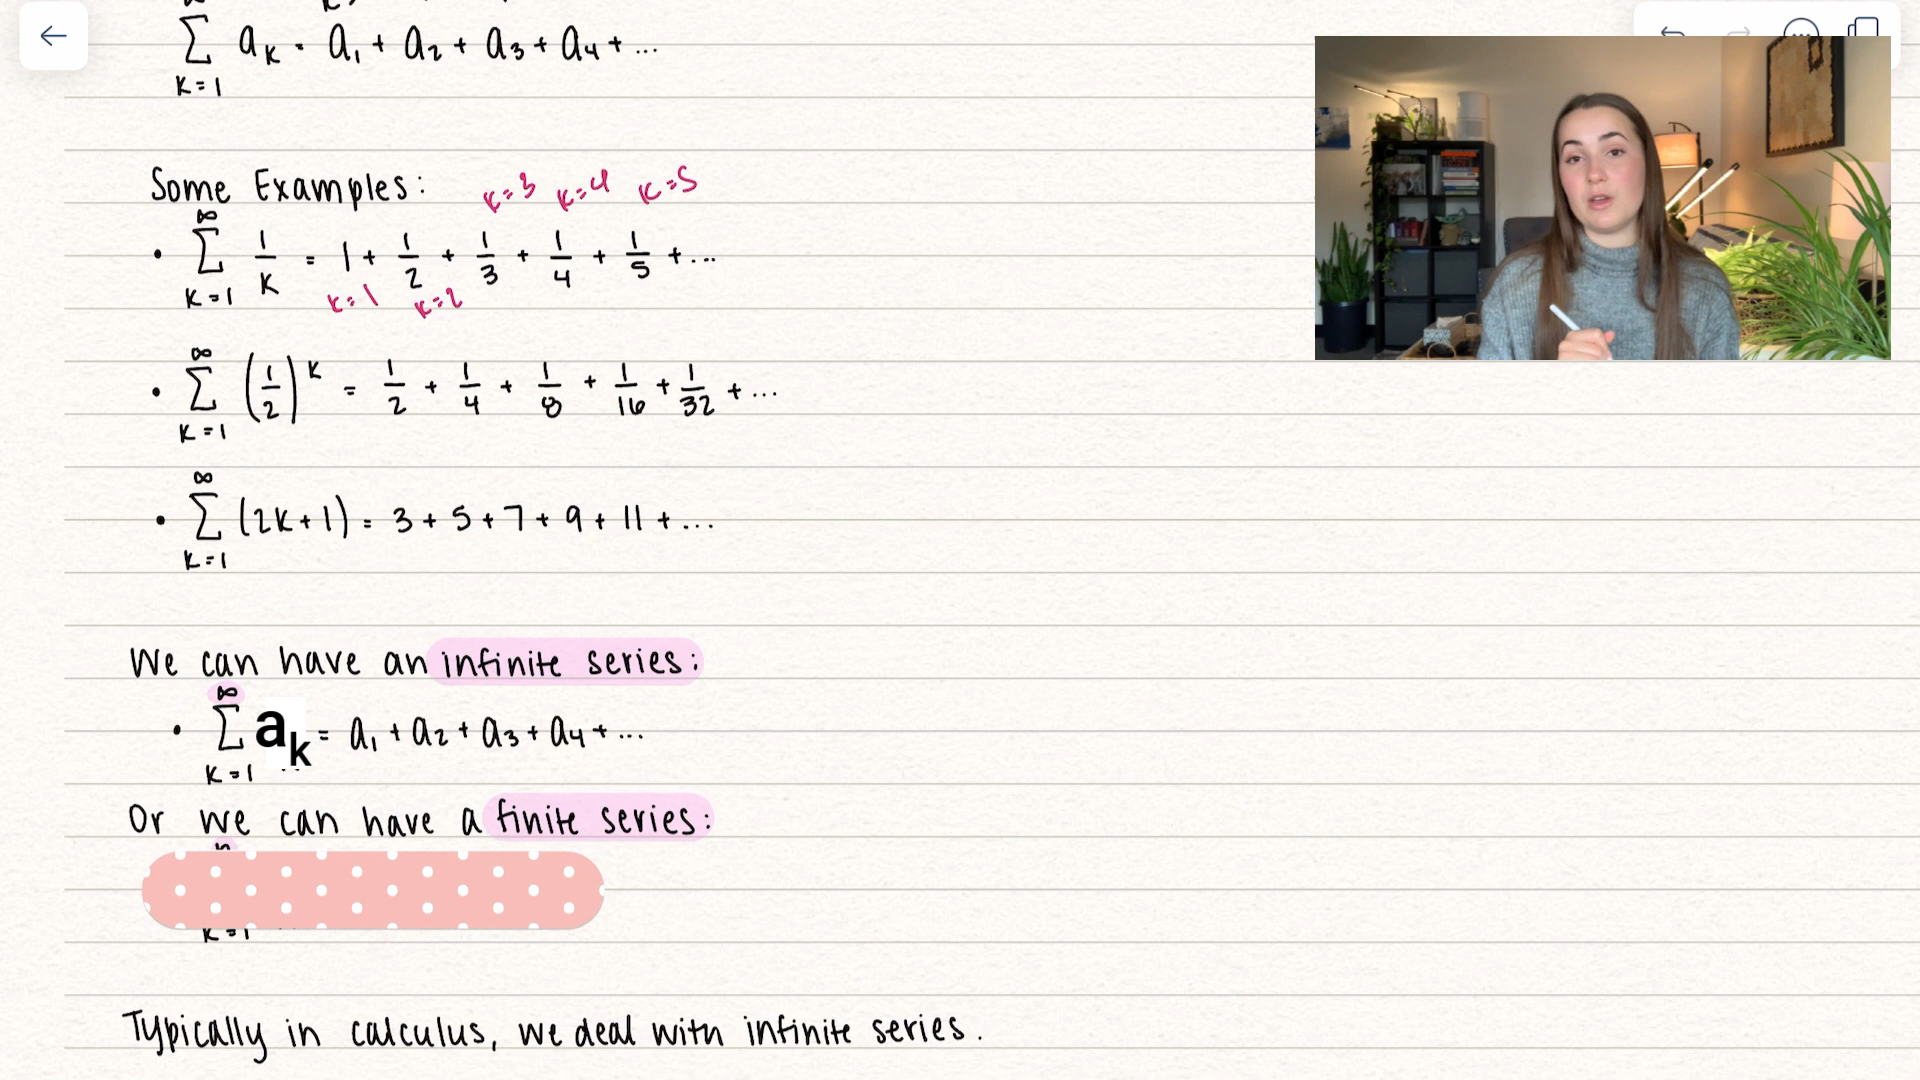 ∞
∑ aₖ = a₁ + a₂ + a₃ + a₄ + ...
k=1
Some Examples: k=3 k=4 k=5
∞
• ∑ 1/k = 1 + 1/2 + 1/3 + 1/4 + 1/5 + ...
k=1 k=1 k=2
∞
• ∑ (1/2)ᵏ = 1/2 + 1/4 + 1/8 + 1/16 + 1/32 + ...
k=1
∞
• ∑ (2k+1) = 3 + 5 + 7 + 9 + 11 + ...
k=1
We can have an infinite series:
∞
• ∑ aₖ = a₁ + a₂ + a₃ + a₄ + ...
k=1
Or we can have a finite series:
n
k=1
Typically in calculus, we deal with infinite series.